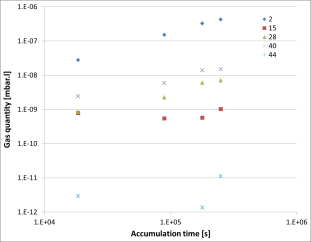 1.E-06
1.E-07
1.E-08
1.E-09
1.E-10
1.E-11
1.E-12
Gas quantity [mbar.l]
2
15
28
40
44
1.E+04
1.E+05
1.E+06
Accumulation time [s]